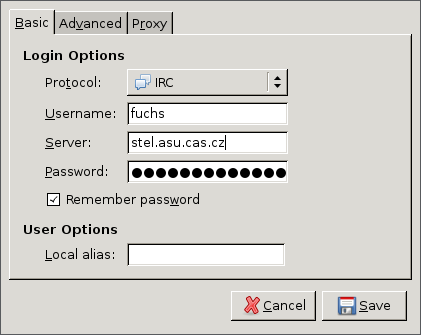 Basic Advanced Proxy
Login Options
Protocol: IRC
Username: fuchs
Server: stel.asu.cas.cz
Password: ●●●●●●●●●●●●●
Remember password
User Options
Local alias:
Cancel Save